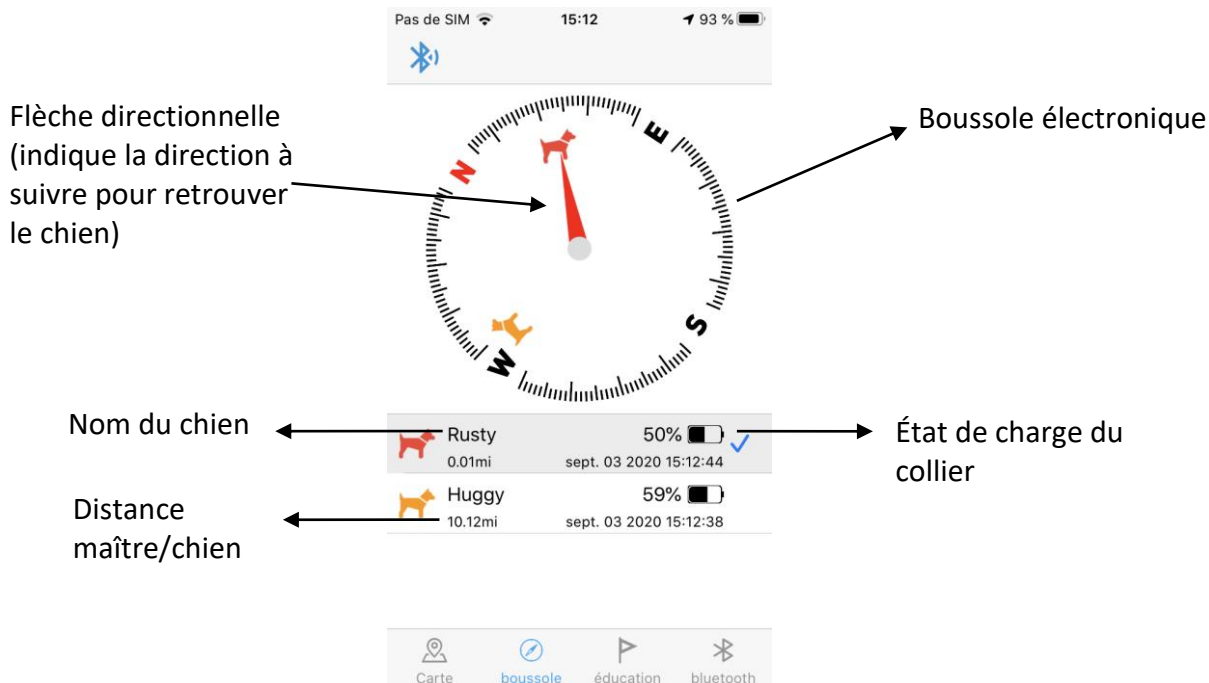 Pas de SIM 15:12 93 %
Flèche directionnelle
(indique la direction à
suivre pour retrouver
le chien)
Boussole électronique
N
E
S
W
Nom du chien
Rusty 50%
0.01mi sept. 03 2020 15:12:44
État de charge du
collier
Huggy 59%
10.12mi sept. 03 2020 15:12:38
Distance
maître/chien
Carte boussole éducation bluetooth